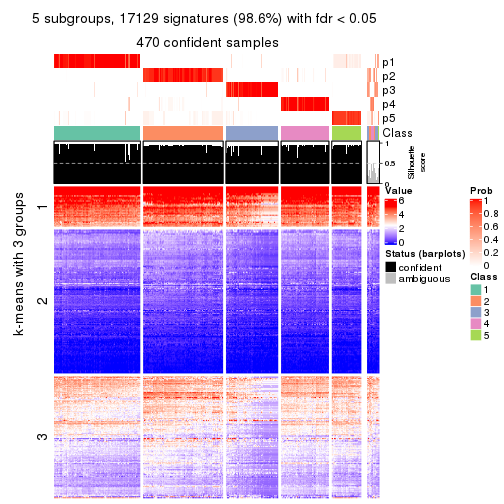 5 subgroups, 17129 signatures (98.6%) with fdr < 0.05
470 confident samples
p1
p2
p3
p4
p5
Class
1
0.5
0
Silhouette
score
k-means with 3 groups
1
2
3
Value
6
4
2
0
Status (barplots)
confident
ambiguous
Prob
1
0.8
0.6
0.4
0.2
0
Class
1
2
3
4
5